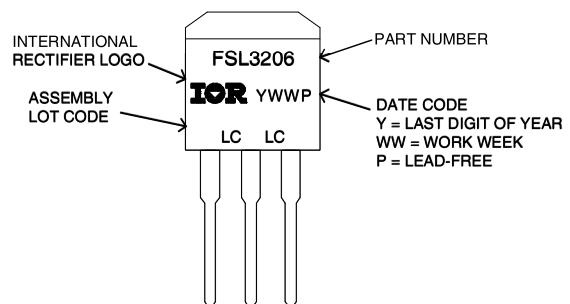 INTERNATIONAL
RECTIFIER LOGO
ASSEMBLY
LOT CODE
FSL3206
IOR YWWP
LC LC
PART NUMBER
DATE CODE
Y = LAST DIGIT OF YEAR
WW = WORK WEEK
P = LEAD-FREE